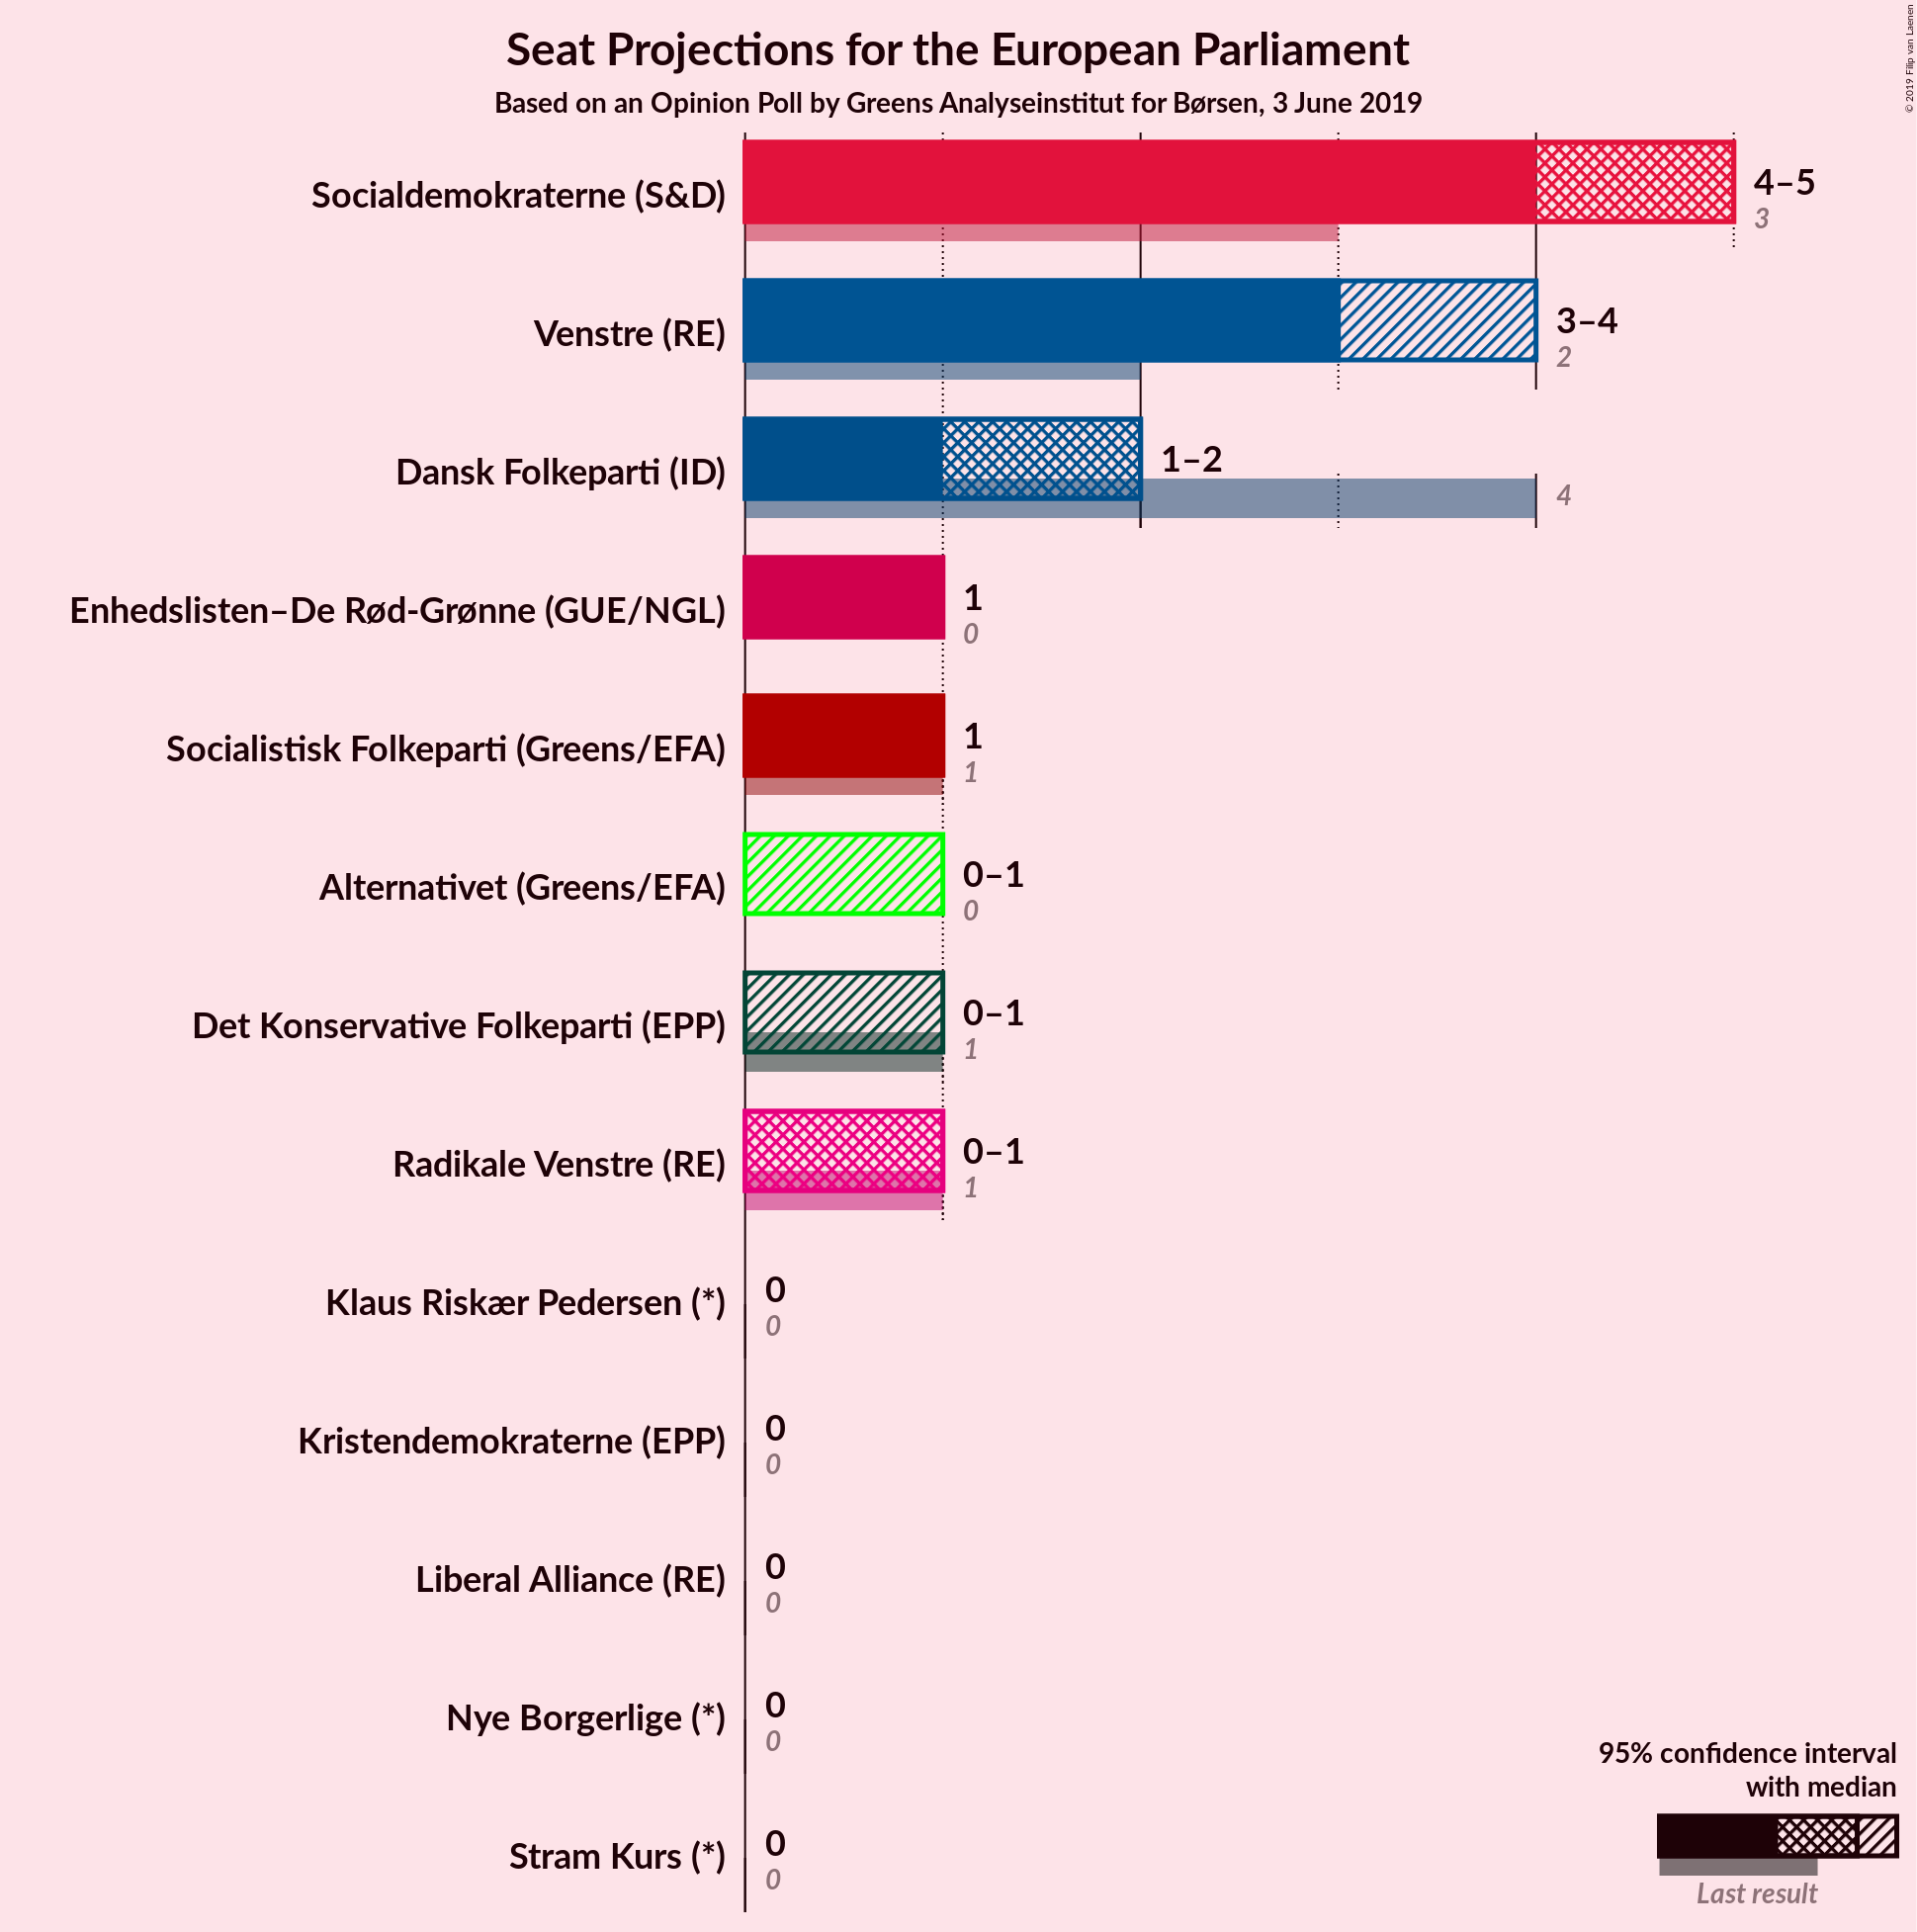 Seat Projections for the European Parliament
Based on an Opinion Poll by Greens Analyseinstitut for Børsen, 3 June 2019
© 2019 Filip van Laenen
Socialdemokraterne (S&D)
4–5
3
Venstre (RE)
3–4
2
Dansk Folkeparti (ID)
1–2
4
Enhedslisten–De Rød-Grønne (GUE/NGL)
1
0
Socialistisk Folkeparti (Greens/EFA)
1
1
Alternativet (Greens/EFA)
0–1
0
Det Konservative Folkeparti (EPP)
0–1
1
Radikale Venstre (RE)
0–1
1
Klaus Riskær Pedersen (*)
0
0
Kristendemokraterne (EPP)
0
0
Liberal Alliance (RE)
0
0
Nye Borgerlige (*)
0
0
Stram Kurs (*)
0
0
95% confidence interval
with median
Last result